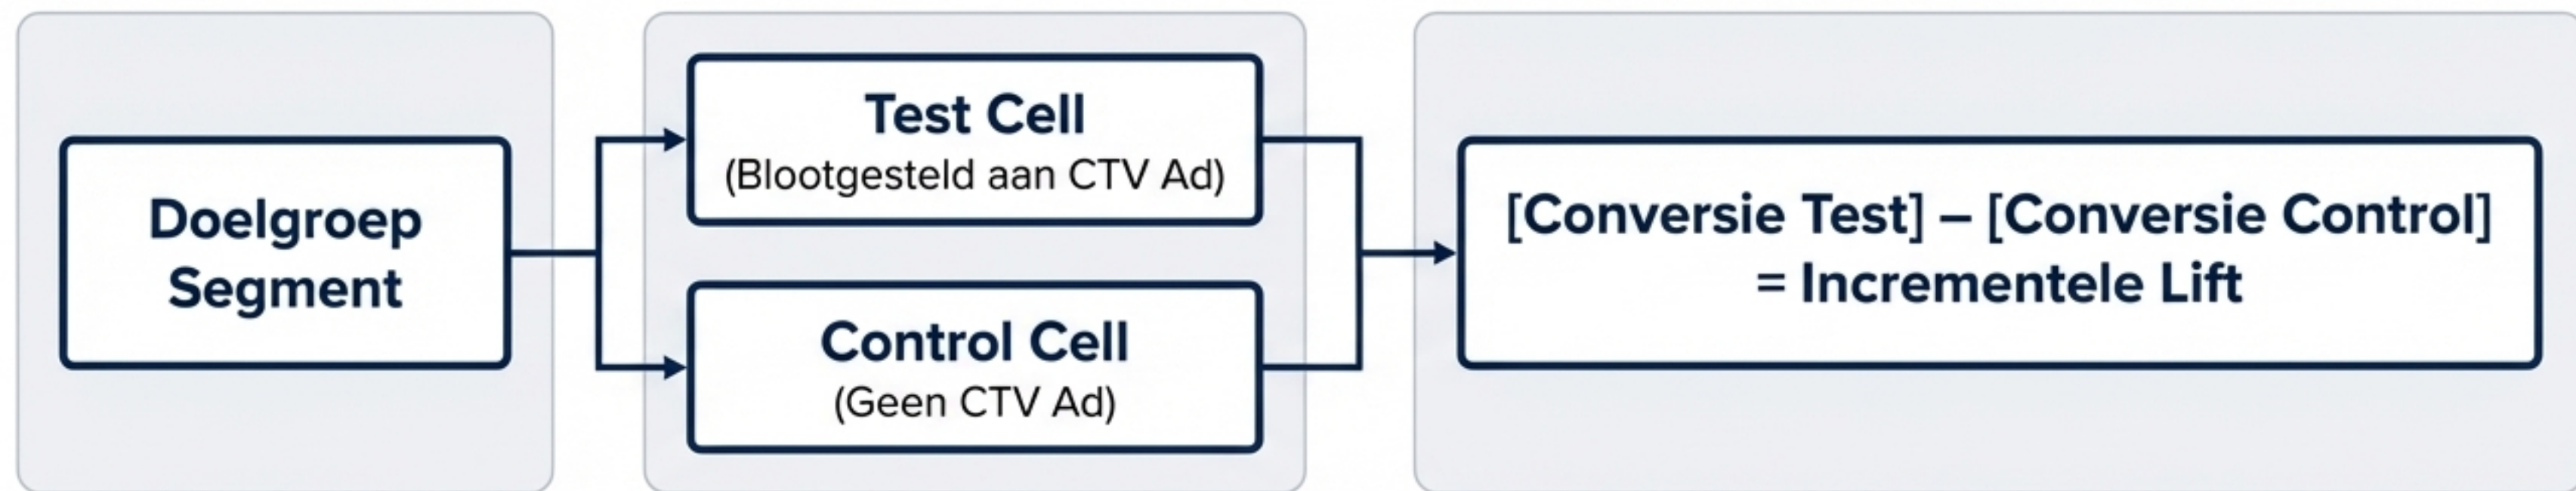 Doelgroep
Segment
Test Cell
(Blootgesteld aan CTV Ad)
Control Cell
(Geen CTV Ad)
[Conversie Test] – [Conversie Control]
= Incrementele Lift